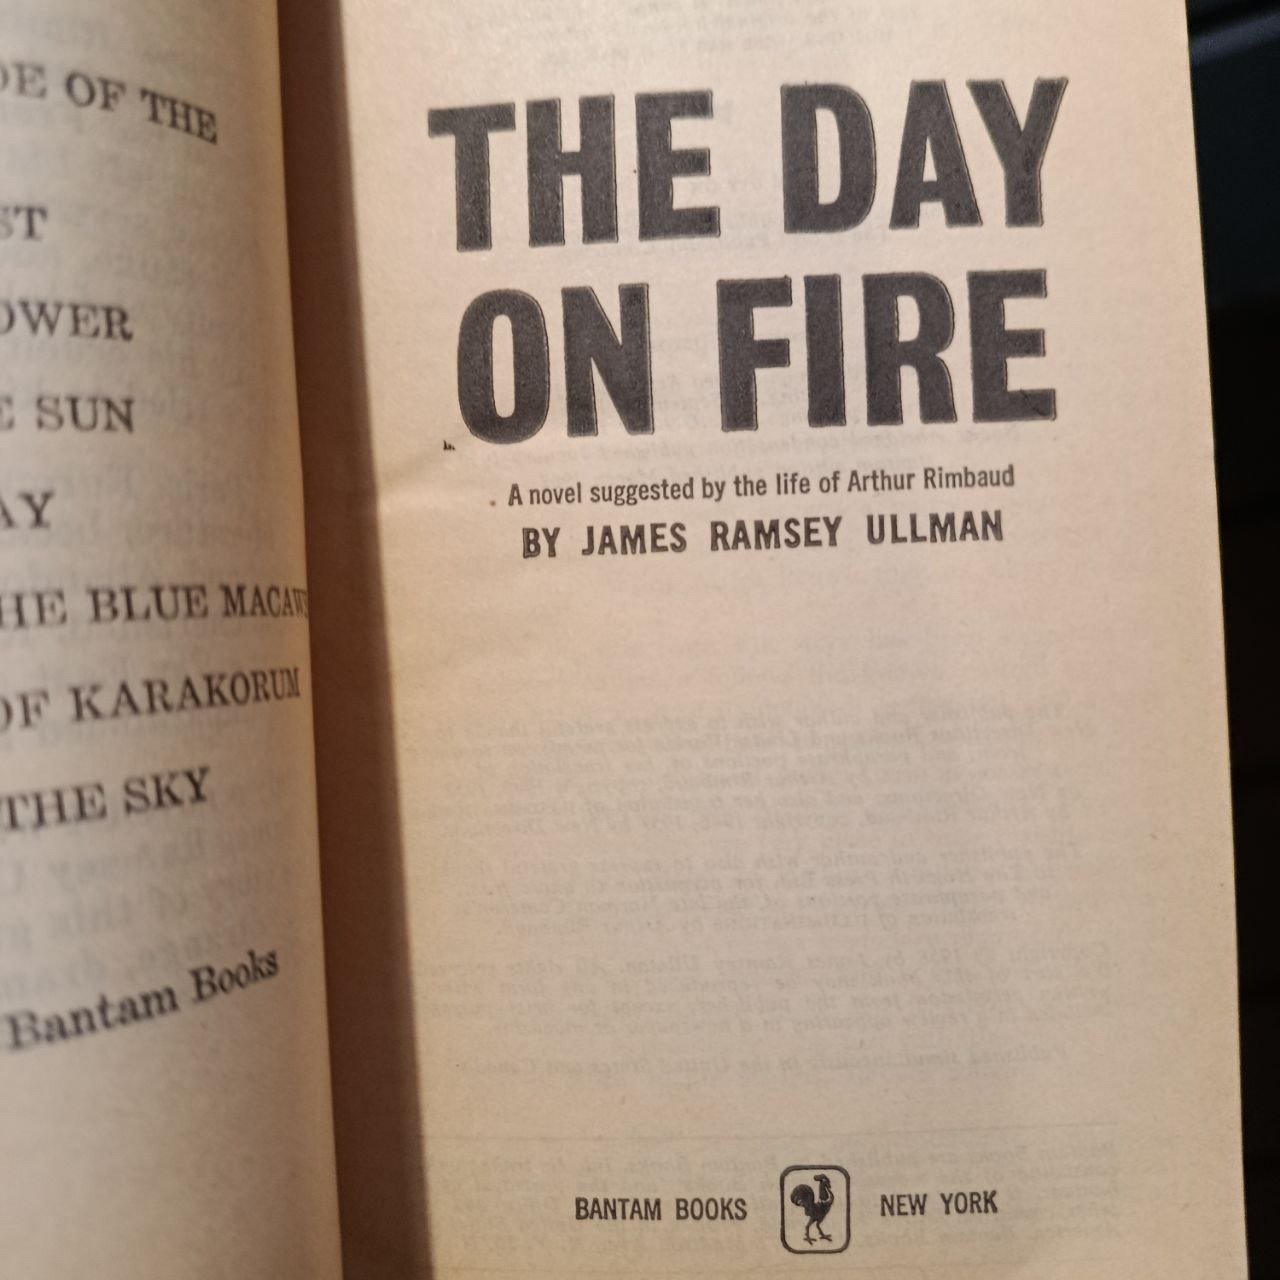 DE OF THE
ST
OWER
E SUN
AY
HE BLUE MACAWS
OF KARAKORUM
THE SKY
Bantam Books
THE DAY
ON FIRE
A novel suggested by the life of Arthur Rimbaud
BY JAMES RAMSEY ULLMAN
BANTAM BOOKS NEW YORK